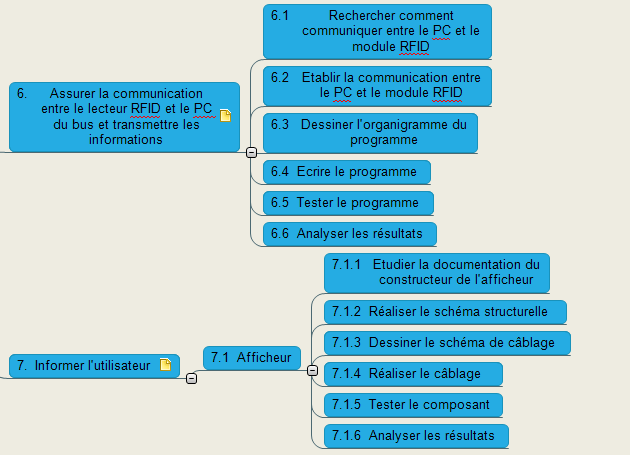 6. Assurer la communication
entre le lecteur RFID et le PC
du bus et transmettre les
informations
6.1 Rechercher comment
communiquer entre le PC et le
module RFID
6.2 Etablir la communication entre
le PC et le module RFID
6.3 Dessiner l'organigramme du
programme
6.4 Ecrire le programme
6.5 Tester le programme
6.6 Analyser les résultats
7. Informer l'utilisateur
7.1 Afficheur
7.1.1 Etudier la documentation du
constructeur de l'afficheur
7.1.2 Réaliser le schéma structurelle
7.1.3 Dessiner le schéma de câblage
7.1.4 Réaliser le câblage
7.1.5 Tester le composant
7.1.6 Analyser les résultats